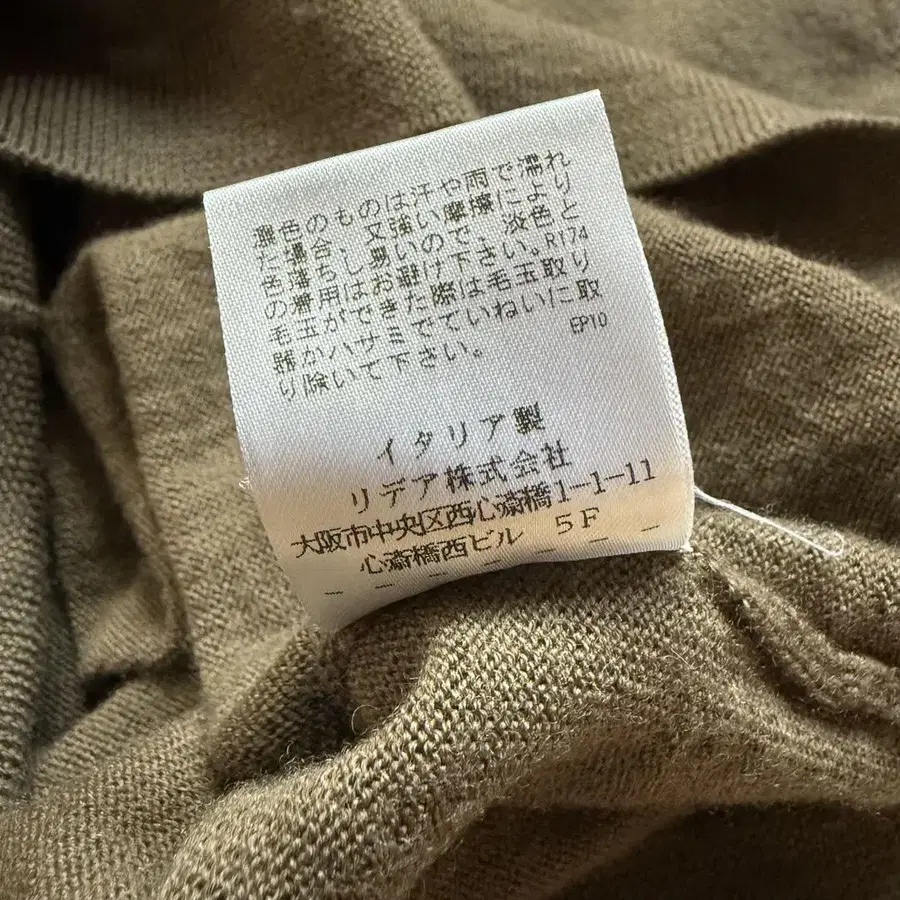 濃色のものは汗や雨で濡れ
た場合、又強い摩擦により
色落ちし易いので、淡色と
の着用はお避け下さい。R174
毛玉ができた際は毛玉取り
器かハサミでていねいに取
り除いて下さい。 EP10
イタリア製
リデア株式会社
大阪市中央区西心斎橋1-1-11
心斎橋西ビル 5F